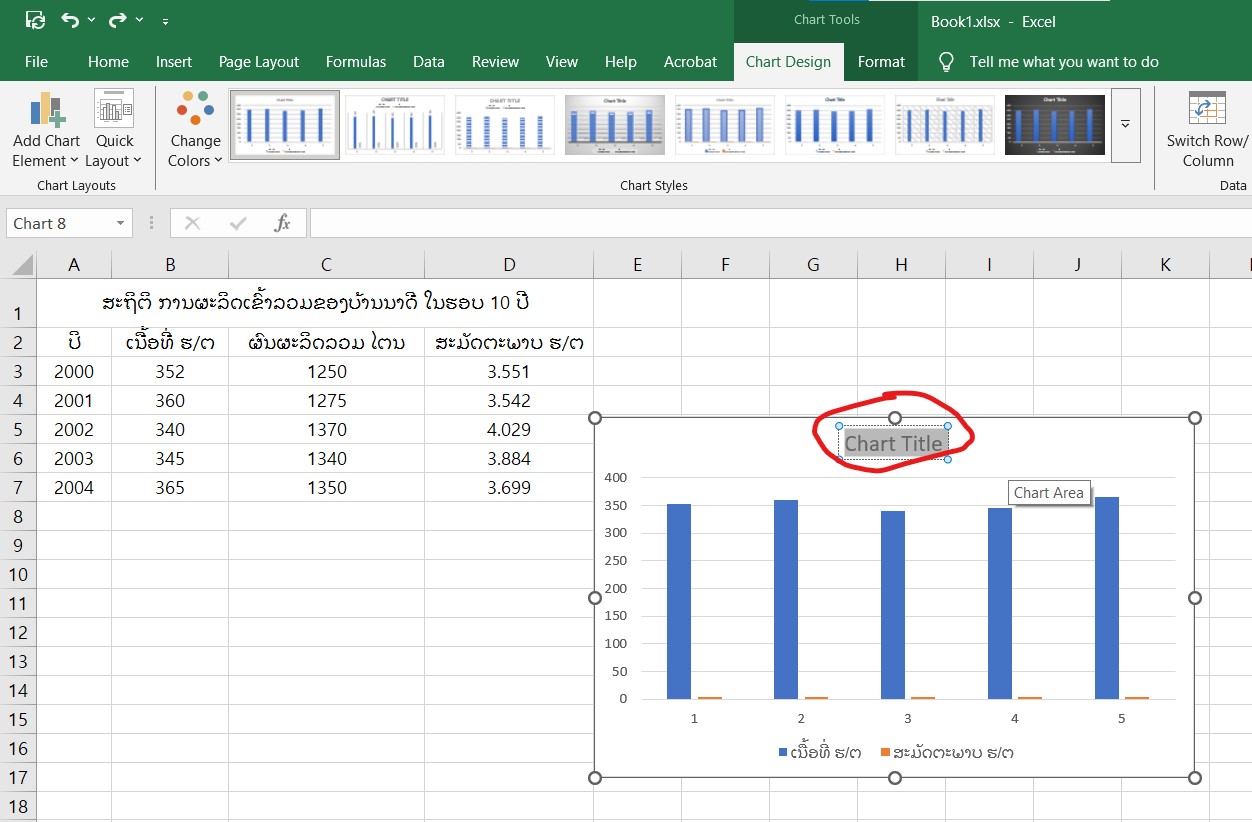 Chart Tools
Book1.xlsx - Excel
File Home Insert Page Layout Formulas Data Review View Help Acrobat Chart Design Format Tell me what you want to do
Add Chart Element
Quick Layout
Change Colors
Switch Row/ Column
Chart Layouts
Chart Styles
Data
Chart 8
fx
A B C D E F G H I J K
1 ສະຖິຕິ ການຜະລິດເຂົ້າລວມຂອງບ້ານນາດີ ໃນຮອບ 10 ປີ
2 ປິ ເນື້ອທີ່ ຮ/ຕ ຜົນຜະລິດລວມ ໂຕນ ສະມັດຕະພາບ ຮ/ຕ
3 2000 352 1250 3.551
4 2001 360 1275 3.542
5 2002 340 1370 4.029
6 2003 345 1340 3.884
7 2004 365 1350 3.699
8
9
10
11
12
13
14
15
16
17
18
Chart Title
Chart Area
400
350
300
250
200
150
100
50
0
1 2 3 4 5
ເນື້ອທີ່ ຮ/ຕ ສະມັດຕະພາບ ຮ/ຕ